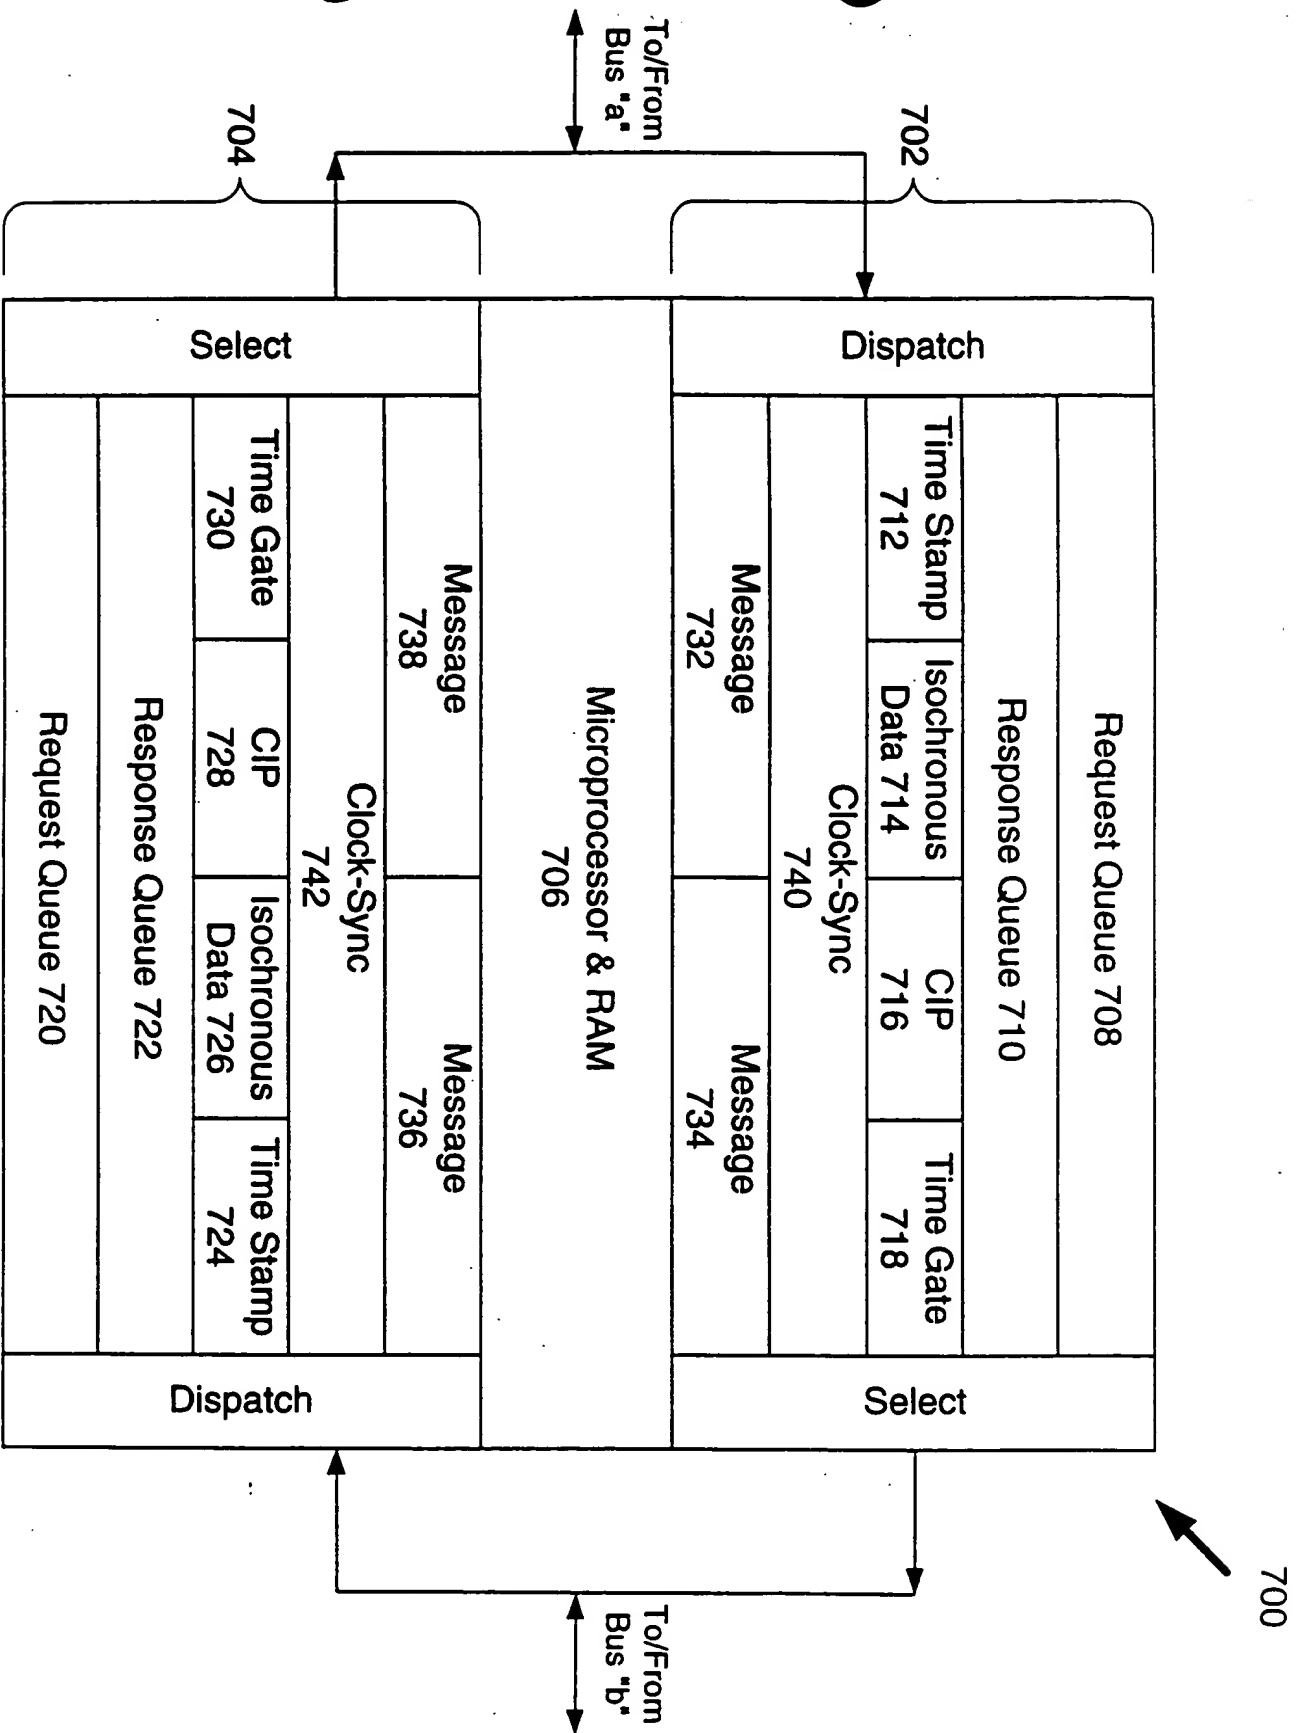 700
702
To/From
Bus "a"
704
Dispatch
Request Queue 708
Response Queue 710
Time Stamp
712
Isochronous
Data 714
CIP
716
Time Gate
718
Clock-Sync
740
Message
732
Message
734
Select
Microprocessor & RAM
706
To/From
Bus "b"
Select
Message
738
Message
736
Clock-Sync
742
Time Gate
730
CIP
728
Isochronous
Data 726
Time Stamp
724
Response Queue 722
Request Queue 720
Dispatch